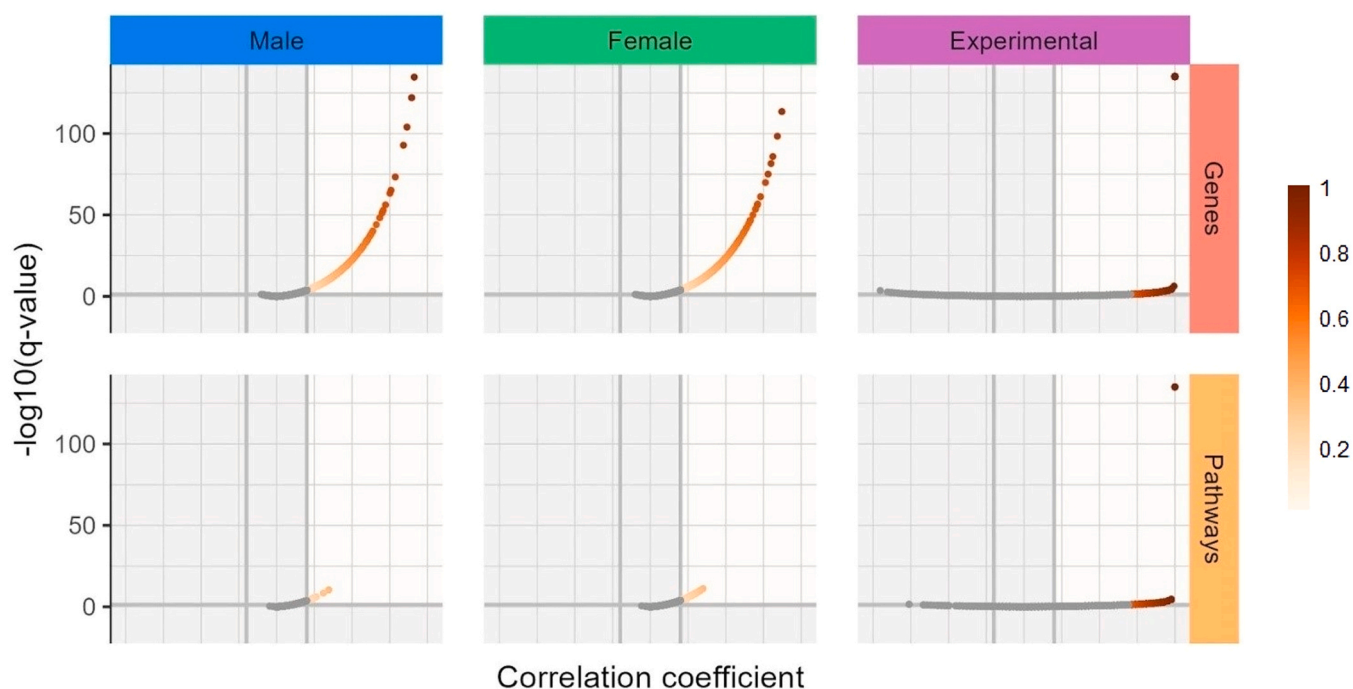 Male Female Experimental
100
50
0
Genes
100
50
0
Pathways
-log10(q-value)
Correlation coefficient
1
0.8
0.6
0.4
0.2